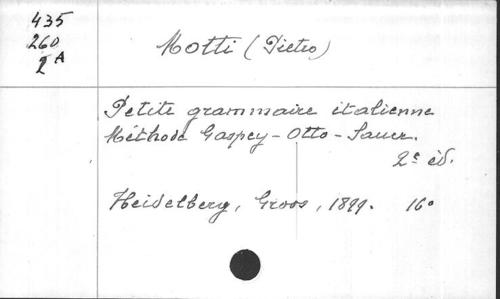 435
260
2 A
Motti (Pietro)
Petite grammaire italienne
Méthode Gaspey - Otto - Sauer.
2e éd.
Heidelberg, Groos, 1899. 16°